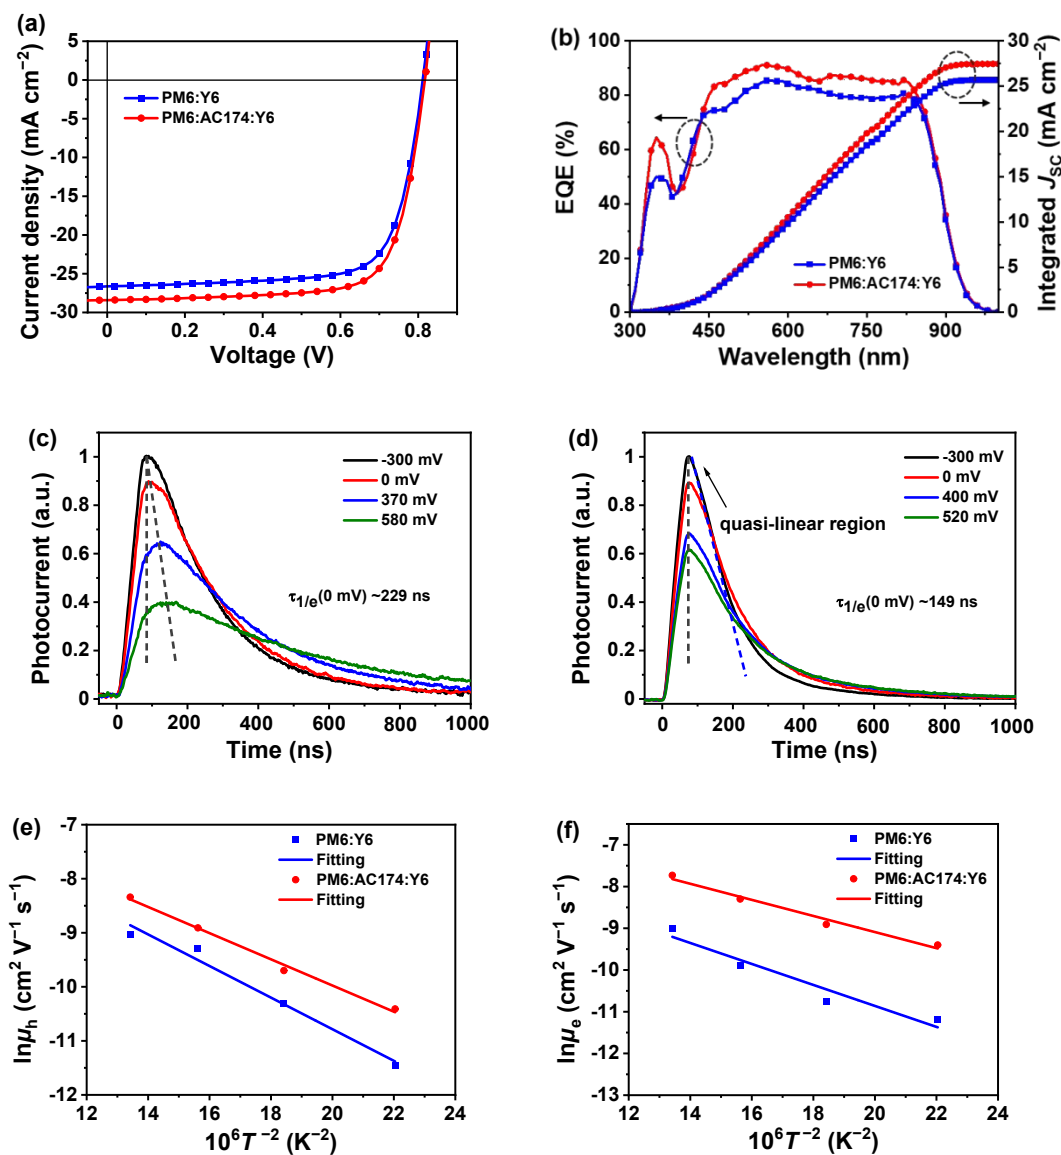 (a)
5
0
-5
-10
-15
-20
-25
-30
Current density (mA cm⁻²)
PM6:Y6
PM6:AC174:Y6
0
0.2
0.4
0.6
0.8
Voltage (V)
(b)
100
80
60
40
20
0
EQE (%)
30
25
20
15
10
5
0
Integrated J_SC (mA cm⁻²)
PM6:Y6
PM6:AC174:Y6
300
450
600
750
900
Wavelength (nm)
(c)
1
0.8
0.6
0.4
0.2
0
Photocurrent (a.u.)
-300 mV
0 mV
370 mV
580 mV
τ1/e(0 mV) ~229 ns
0
200
400
600
800
1000
Time (ns)
(d)
1
0.8
0.6
0.4
0.2
0
Photocurrent (a.u.)
-300 mV
0 mV
400 mV
520 mV
quasi-linear region
τ1/e(0 mV) ~149 ns
0
200
400
600
800
1000
Time (ns)
(e)
-7
-8
-9
-10
-11
-12
lnμh (cm² V⁻¹ s⁻¹)
PM6:Y6
Fitting
PM6:AC174:Y6
Fitting
12
14
16
18
20
22
24
10⁶T⁻² (K⁻²)
(f)
-7
-8
-9
-10
-11
-12
-13
lnμe (cm² V⁻¹ s⁻¹)
PM6:Y6
Fitting
PM6:AC174:Y6
Fitting
12
14
16
18
20
22
24
10⁶T⁻² (K⁻²)